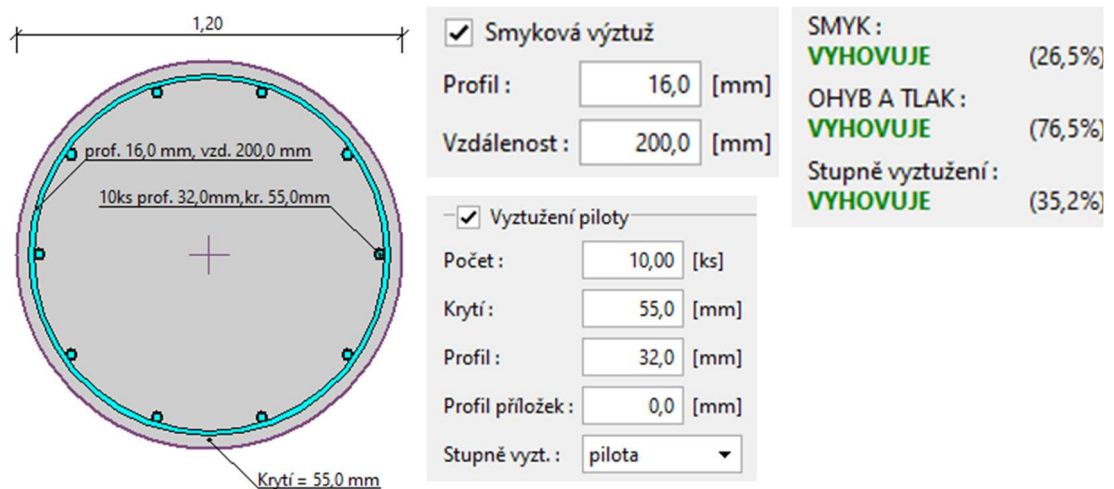 1,20
prof. 16,0 mm, vzd. 200,0 mm
10ks prof. 32,0mm,kr. 55,0mm
Krytí = 55,0 mm
Smyková výztuž
Profil : 16,0 [mm]
Vzdálenost : 200,0 [mm]
Vyztužení piloty
Počet : 10,00 [ks]
Krytí : 55,0 [mm]
Profil : 32,0 [mm]
Profil příložek : 0,0 [mm]
Stupně vyzt. : pilota
SMYK :
VYHOVUJE (26,5%)
OHYB A TLAK :
VYHOVUJE (76,5%)
Stupně vyztužení :
VYHOVUJE (35,2%)